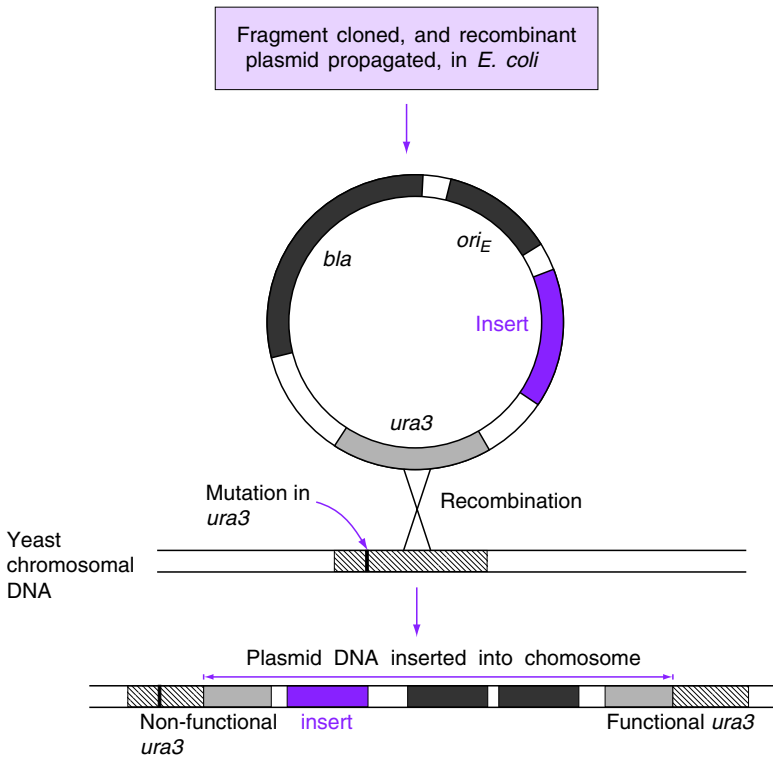 Fragment cloned, and recombinant
plasmid propagated, in E. coli
bla
oriE
Insert
ura3
Mutation in
ura3
Recombination
Yeast
chromosomal
DNA
Plasmid DNA inserted into chomosome
Non-functional
ura3
insert
Functional ura3